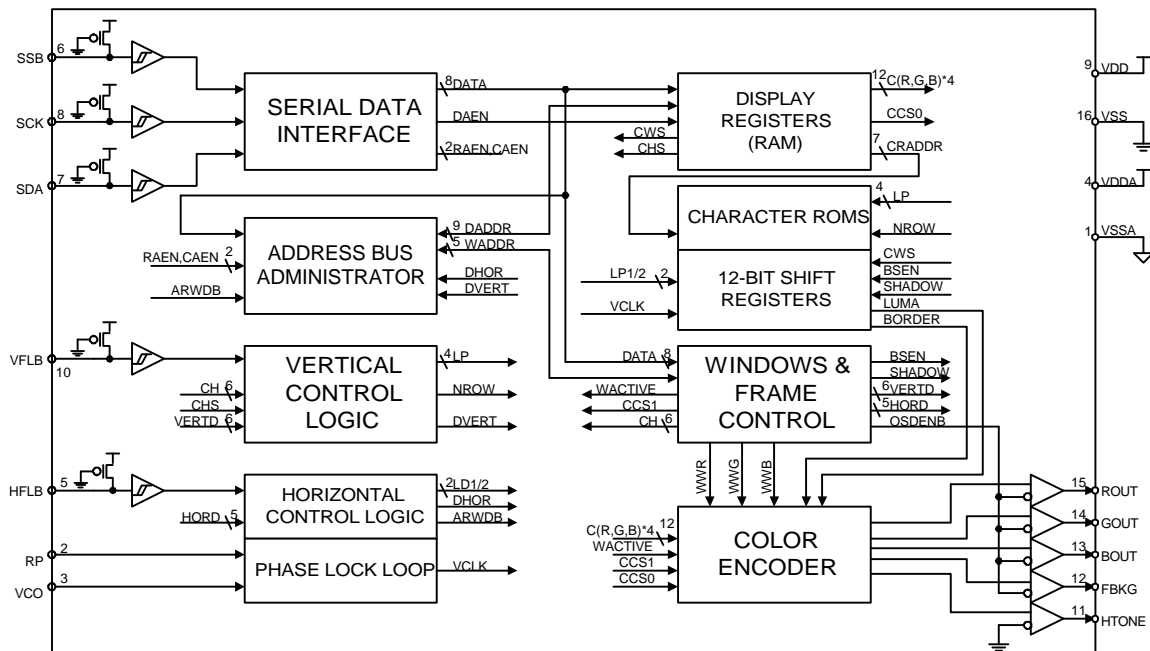 SSB
6
SCK
8
SDA
7
SERIAL DATA
INTERFACE
8
DATA
DAEN
2
RAEN,CAEN
DISPLAY
REGISTERS
(RAM)
12
C(R,G,B)*4
CCS0
7
CRADDR
CWS
CHS
9
VDD
16
VSS
4
VDDA
1
VSSA
ADDRESS BUS
ADMINISTRATOR
RAEN,CAEN
2
ARWDB
9
DADDR
5
WADDR
DHOR
DVERT
CHARACTER ROMS
4
LP
NROW
12-BIT SHIFT
REGISTERS
LP1/2
2
VCLK
CWS
BSEN
SHADOW
LUMA
BORDER
VFLB
10
VERTICAL
CONTROL
LOGIC
CH
6
CHS
VERTD
6
4
LP
NROW
DVERT
WINDOWS &
FRAME
CONTROL
DATA
8
WACTIVE
CCS1
CH
6
BSEN
SHADOW
6
VERTD
5
HORD
OSDENB
WWR
WWG
WWB
HFLB
5
HORIZONTAL
CONTROL LOGIC
HORD
5
2
LD1/2
DHOR
ARWDB
RP
2
VCO
3
PHASE LOCK LOOP
VCLK
COLOR
ENCODER
C(R,G,B)*4
12
WACTIVE
CCS1
CCS0
15
ROUT
14
GOUT
13
BOUT
12
FBKG
11
HTONE